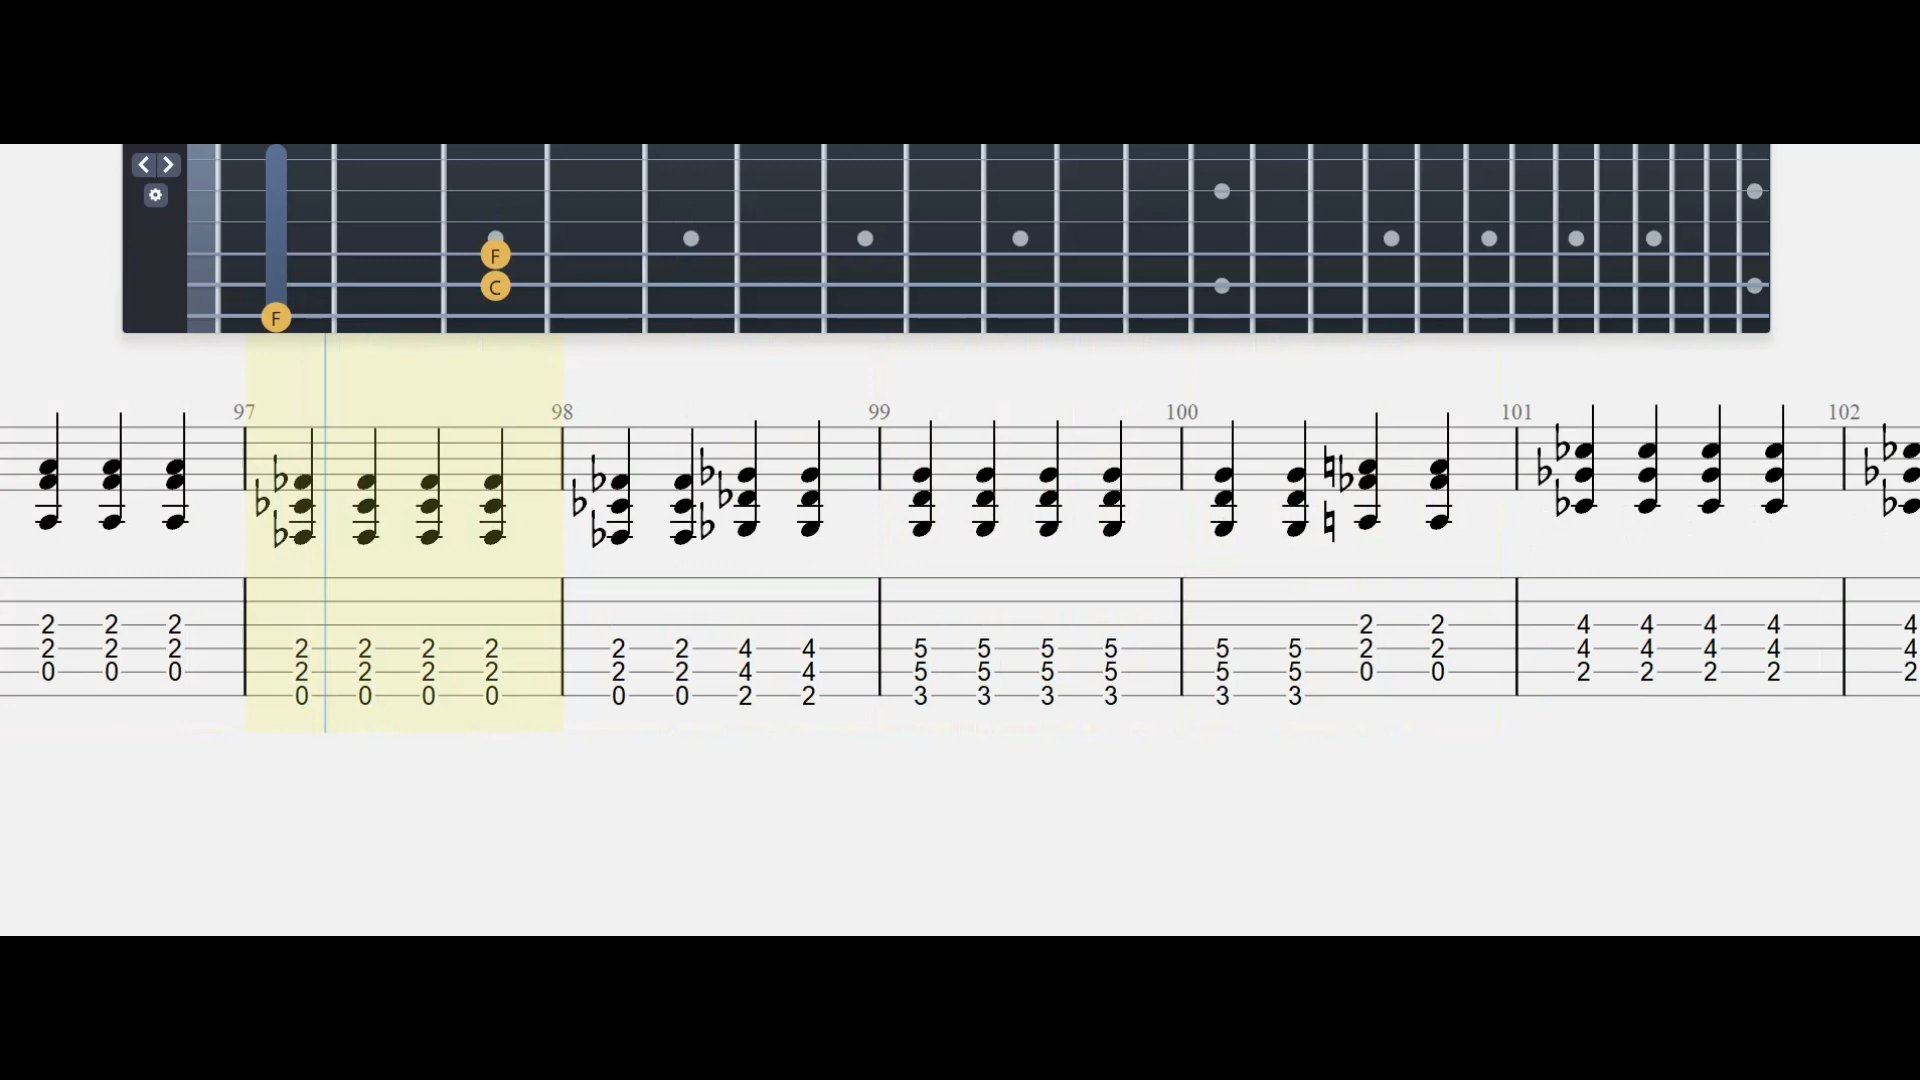 F
C
F
97 98 99 100 101 102
2 2 2 2 2 4 4 4 4 4
2 2 2 2 2 2 2 2 2 4 4 5 5 5 5 5 5 2 2 4 4 4 4 4
0 0 0 2 2 2 2 2 2 4 4 5 5 5 5 5 5 0 0 2 2 2 2 2
0 0 0 0 0 0 2 2 3 3 3 3 3 3